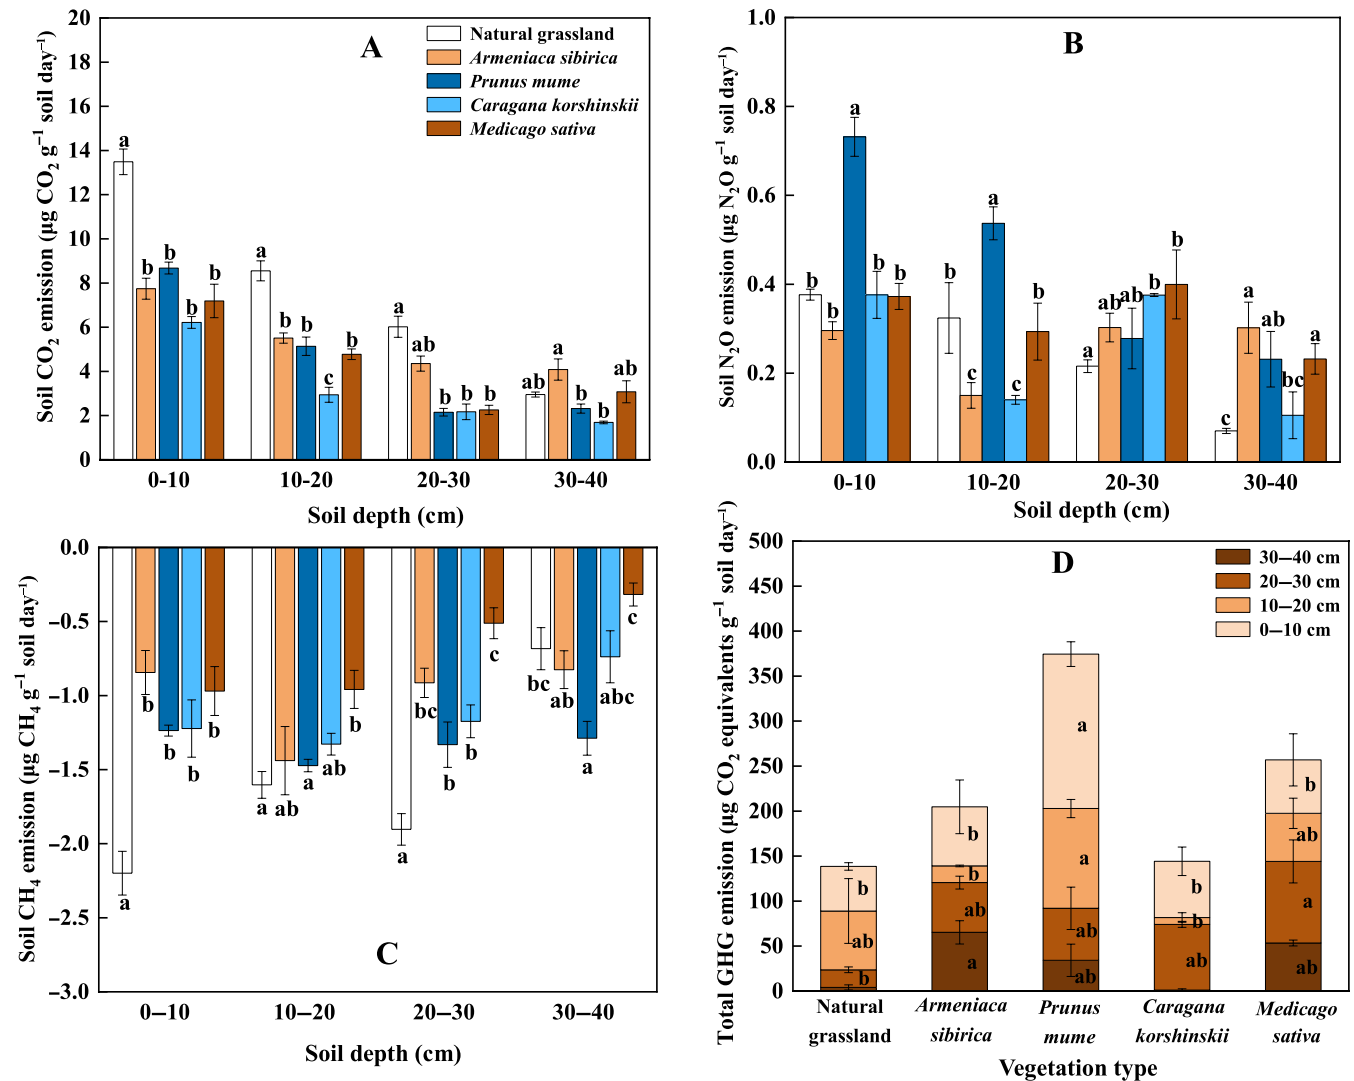 A
Natural grassland
Armeniaca sibirica
Prunus mume
Caragana korshinskii
Medicago sativa
Soil CO2 emission (µg CO2 g−1 soil day−1)
20
18
16
14
12
10
8
6
4
2
0
a
b
b
b
b
a
b
b
c
b
a
ab
b
b
b
ab
a
b
b
ab
0-10
10-20
20-30
30-40
Soil depth (cm)
B
Soil N2O emission (µg N2O g−1 soil day−1)
1.0
0.8
0.6
0.4
0.2
0.0
b
b
a
b
b
b
c
a
c
b
a
ab
ab
b
b
c
a
ab
bc
a
0-10
10-20
20-30
30-40
Soil depth (cm)
C
Soil CH4 emission (µg CH4 g−1 soil day−1)
0.0
−0.5
−1.0
−1.5
−2.0
−2.5
−3.0
a
b
b
b
b
a
ab
a
ab
b
a
bc
b
b
c
bc
ab
a
abc
c
0–10
10–20
20–30
30–40
Soil depth (cm)
D
30–40 cm
20–30 cm
10–20 cm
0–10 cm
Total GHG emission (µg CO2 equivalents g−1 soil day−1)
500
450
400
350
300
250
200
150
100
50
0
b
ab
b
b
b
ab
a
a
a
ab
ab
b
b
ab
b
ab
a
ab
Natural grassland
Armeniaca sibirica
Prunus mume
Caragana korshinskii
Medicago sativa
Vegetation type